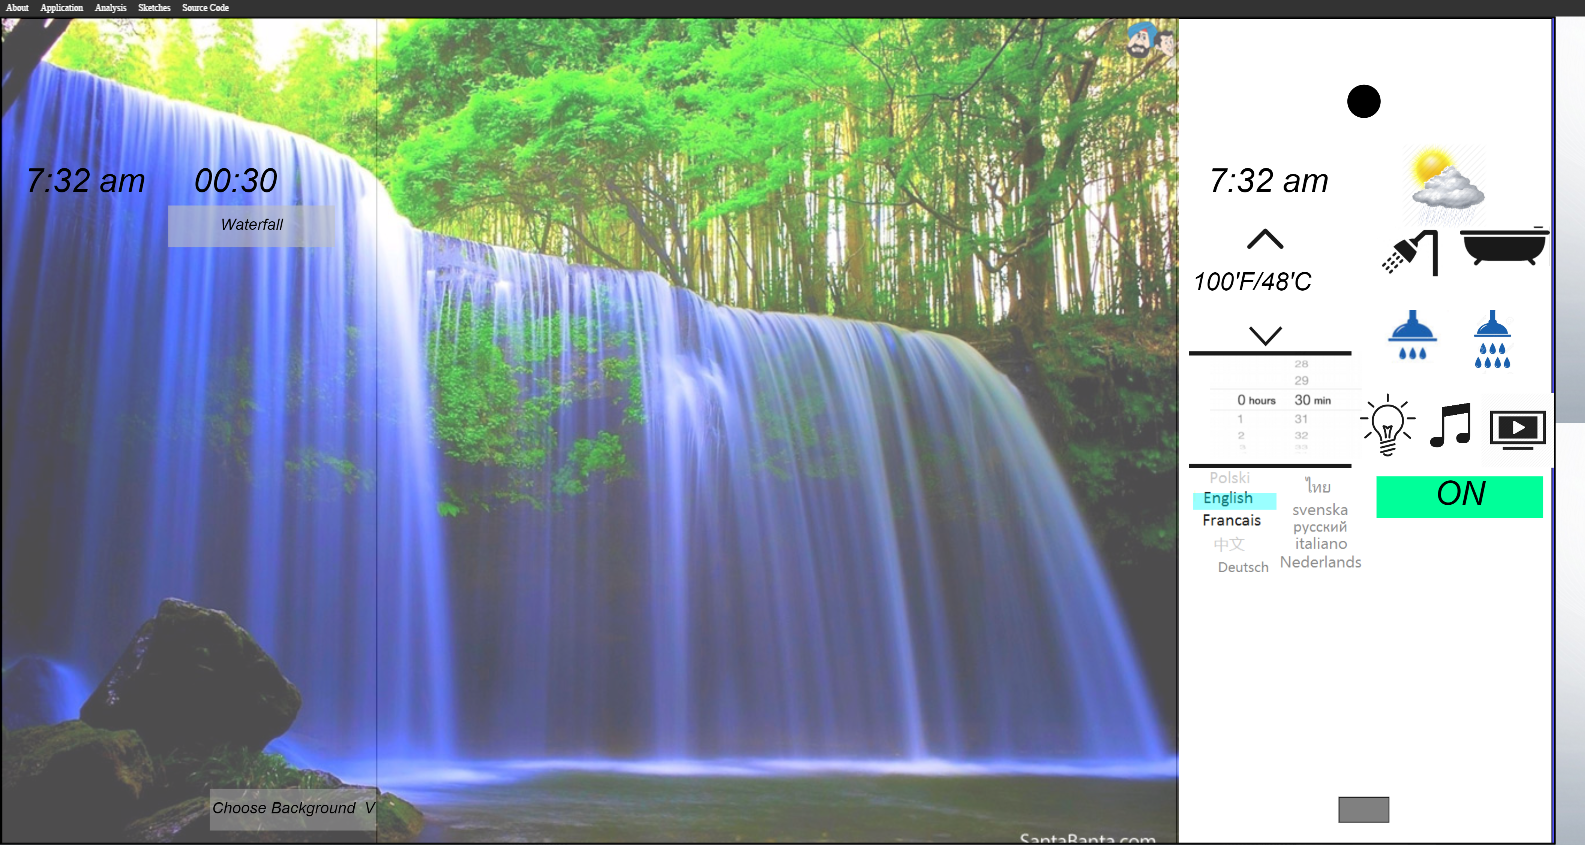 About Application Analysis Sketches Source Code
7:32 am 00:30
Waterfall
Choose Background V
SantaBanta.com
7:32 am
100'F/48'C
28
29
0 hours 30 min
1 31
2 32
3 33
Polski
English
Francais
中文
Deutsch
ไทย
svenska
русский
italiano
Nederlands
ON